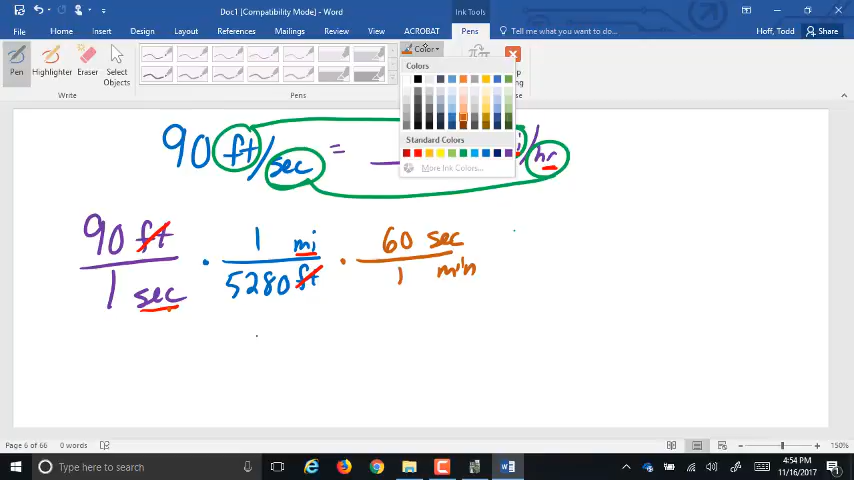 Doc1 [Compatibility Mode] - Word
Ink Tools
File Home Insert Design Layout References Mailings Review View ACROBAT Pens Tell me what you want to do... Hoff, Todd Share
Pen Highlighter Eraser Select Objects
Color
Write Pens
Colors
Standard Colors
More Ink Colors...
90 ft/sec = /hr
90 ft · 1 mi · 60 sec
1 sec 5280 ft 1 min
Page 6 of 66 0 words 150%
Type here to search
4:54 PM
11/16/2017